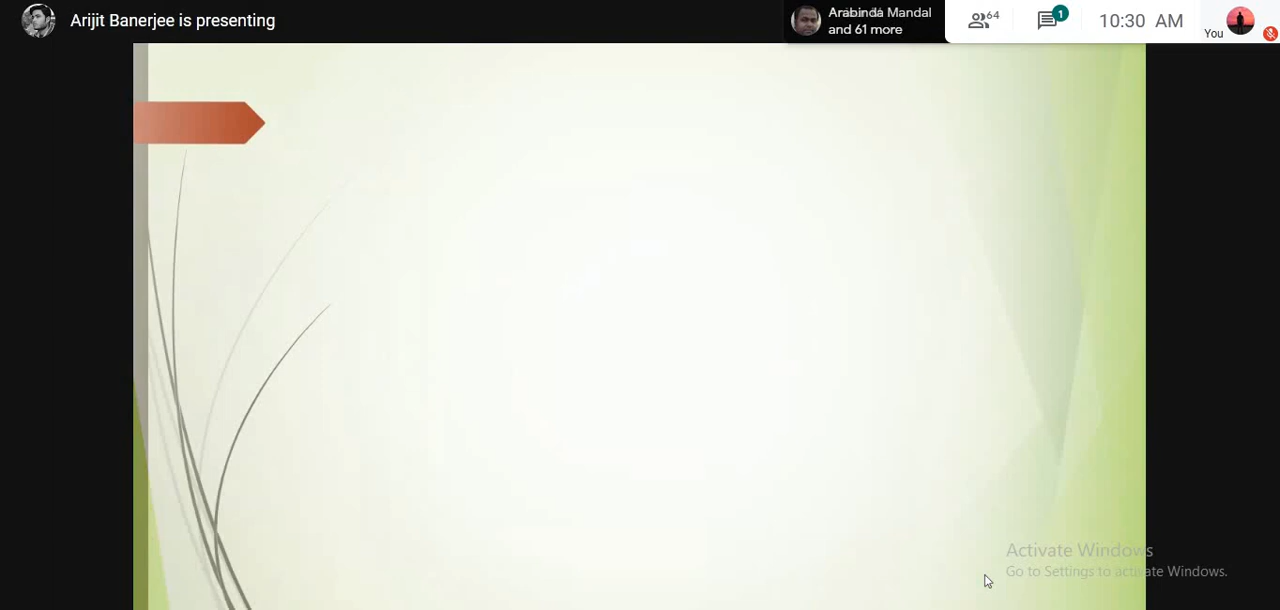 Arijit Banerjee is presenting
Arabinda Mandal
and 61 more
64
1
10:30 AM
You
Activate Windows
Go to Settings to activate Windows.